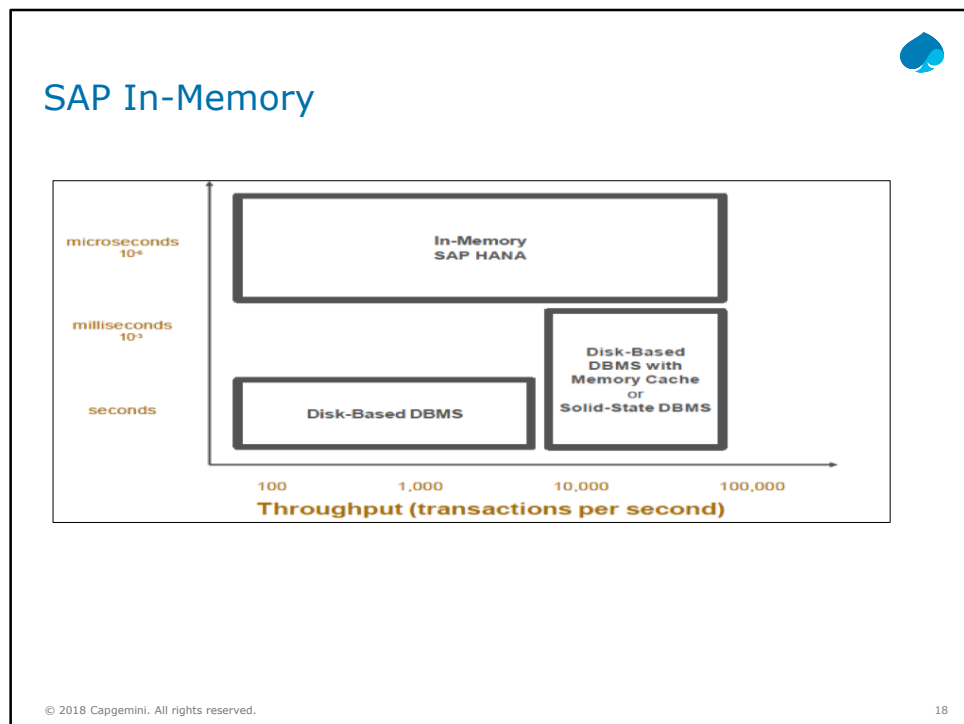 SAP In-Memory
microseconds
10-6
In-Memory
SAP HANA
milliseconds
10-3
Disk-Based
DBMS with
Memory Cache
or
Solid-State DBMS
seconds
Disk-Based DBMS
100 1,000 10,000 100,000
Throughput (transactions per second)
© 2018 Capgemini. All rights reserved. 18